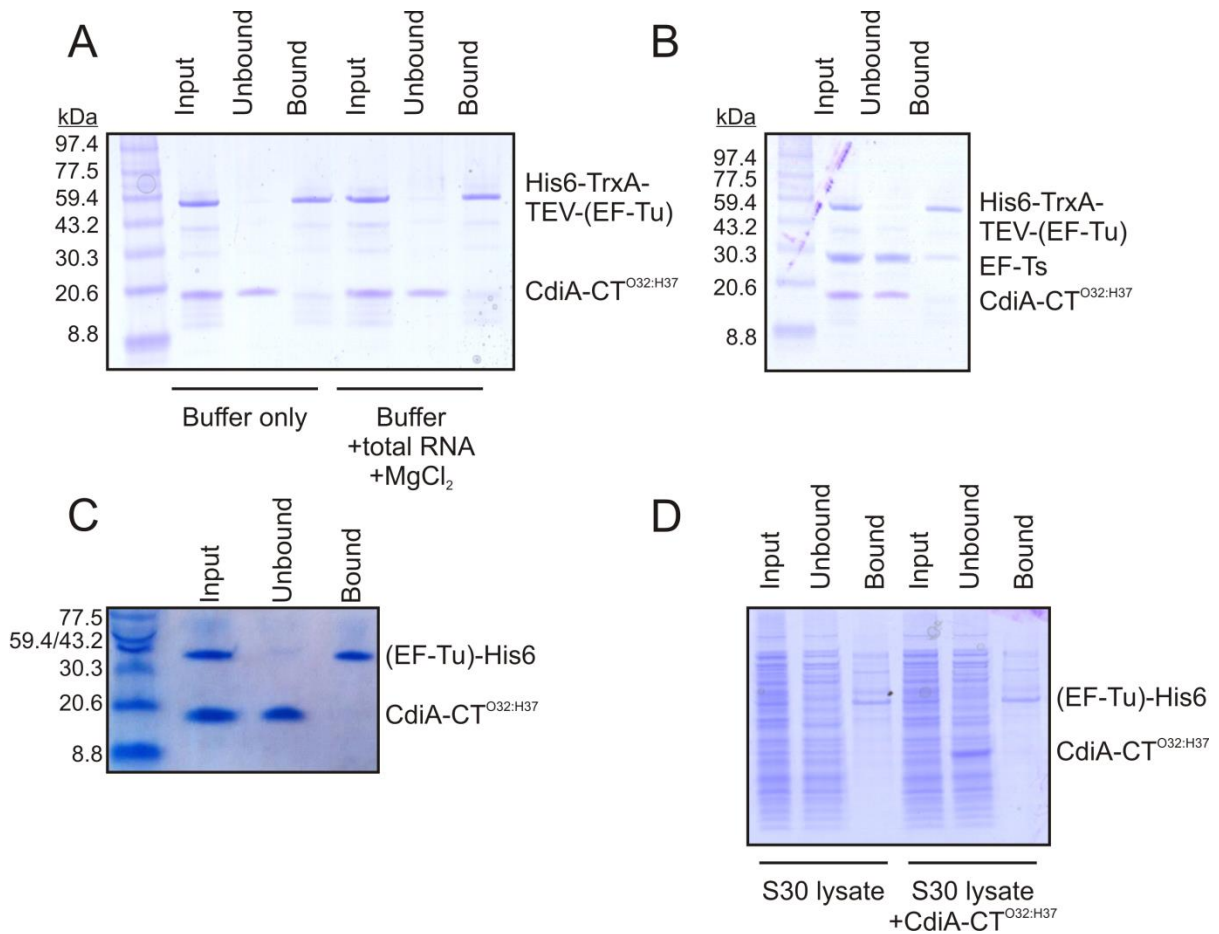 A
Input
Unbound
Bound
Input
Unbound
Bound
kDa
97.4
77.5
59.4
43.2
30.3
20.6
8.8
His6-TrxA-
TEV-(EF-Tu)
CdiA-CT^O32:H37
Buffer only
Buffer
+total RNA
+MgCl₂
B
Input
Unbound
Bound
kDa
97.4
77.5
59.4
43.2
30.3
20.6
8.8
His6-TrxA-
TEV-(EF-Tu)
EF-Ts
CdiA-CT^O32:H37
C
Input
Unbound
Bound
77.5
59.4/43.2
30.3
20.6
8.8
(EF-Tu)-His6
CdiA-CT^O32:H37
D
Input
Unbound
Bound
Input
Unbound
Bound
(EF-Tu)-His6
CdiA-CT^O32:H37
S30 lysate
S30 lysate
+CdiA-CT^O32:H37